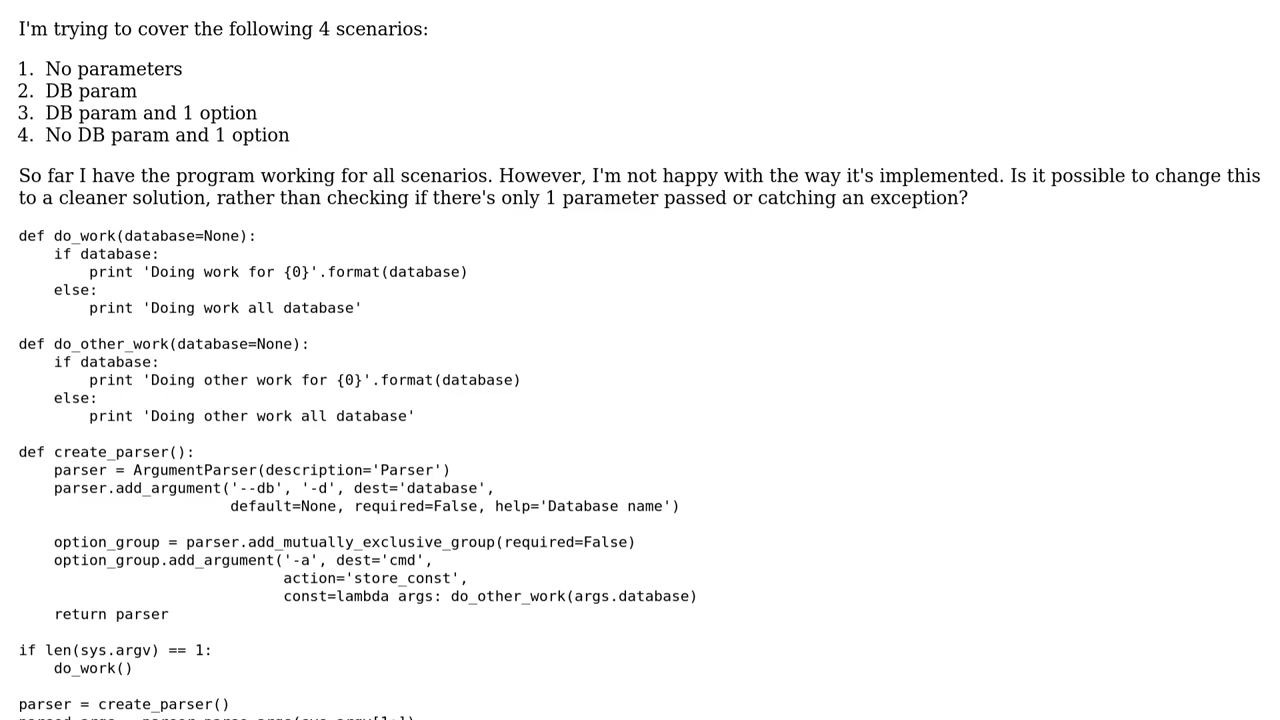 I'm trying to cover the following 4 scenarios:
1. No parameters
2. DB param
3. DB param and 1 option
4. No DB param and 1 option
So far I have the program working for all scenarios. However, I'm not happy with the way it's implemented. Is it possible to change this
to a cleaner solution, rather than checking if there's only 1 parameter passed or catching an exception?
def do_work(database=None):
    if database:
        print 'Doing work for {0}'.format(database)
    else:
        print 'Doing work all database'
def do_other_work(database=None):
    if database:
        print 'Doing other work for {0}'.format(database)
    else:
        print 'Doing other work all database'
def create_parser():
    parser = ArgumentParser(description='Parser')
    parser.add_argument('--db', '-d', dest='database',
                        default=None, required=False, help='Database name')
    option_group = parser.add_mutually_exclusive_group(required=False)
    option_group.add_argument('-a', dest='cmd',
                              action='store_const',
                              const=lambda args: do_other_work(args.database)
    return parser
if len(sys.argv) == 1:
    do_work()
parser = create_parser()